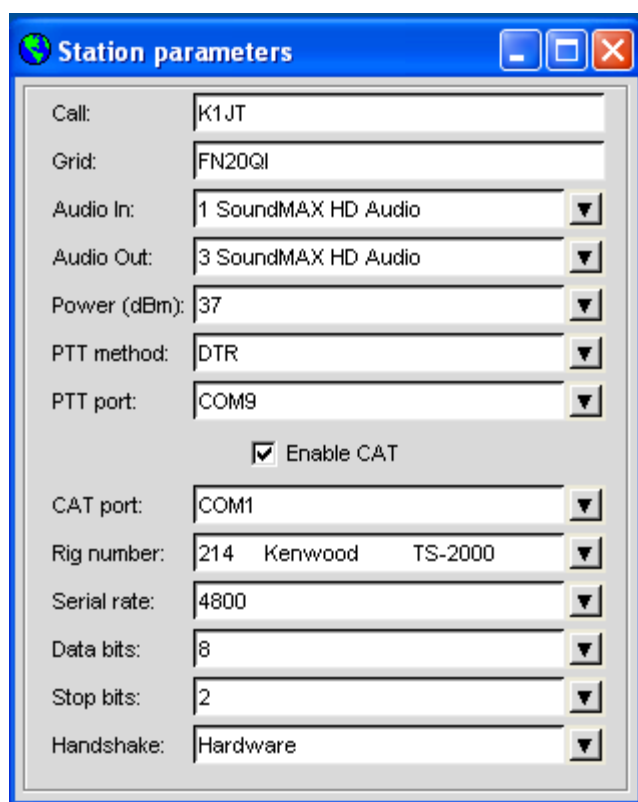 Station parameters
Call: K1JT
Grid: FN20QI
Audio In: 1 SoundMAX HD Audio
Audio Out: 3 SoundMAX HD Audio
Power (dBm): 37
PTT method: DTR
PTT port: COM9
Enable CAT
CAT port: COM1
Rig number: 214 Kenwood TS-2000
Serial rate: 4800
Data bits: 8
Stop bits: 2
Handshake: Hardware